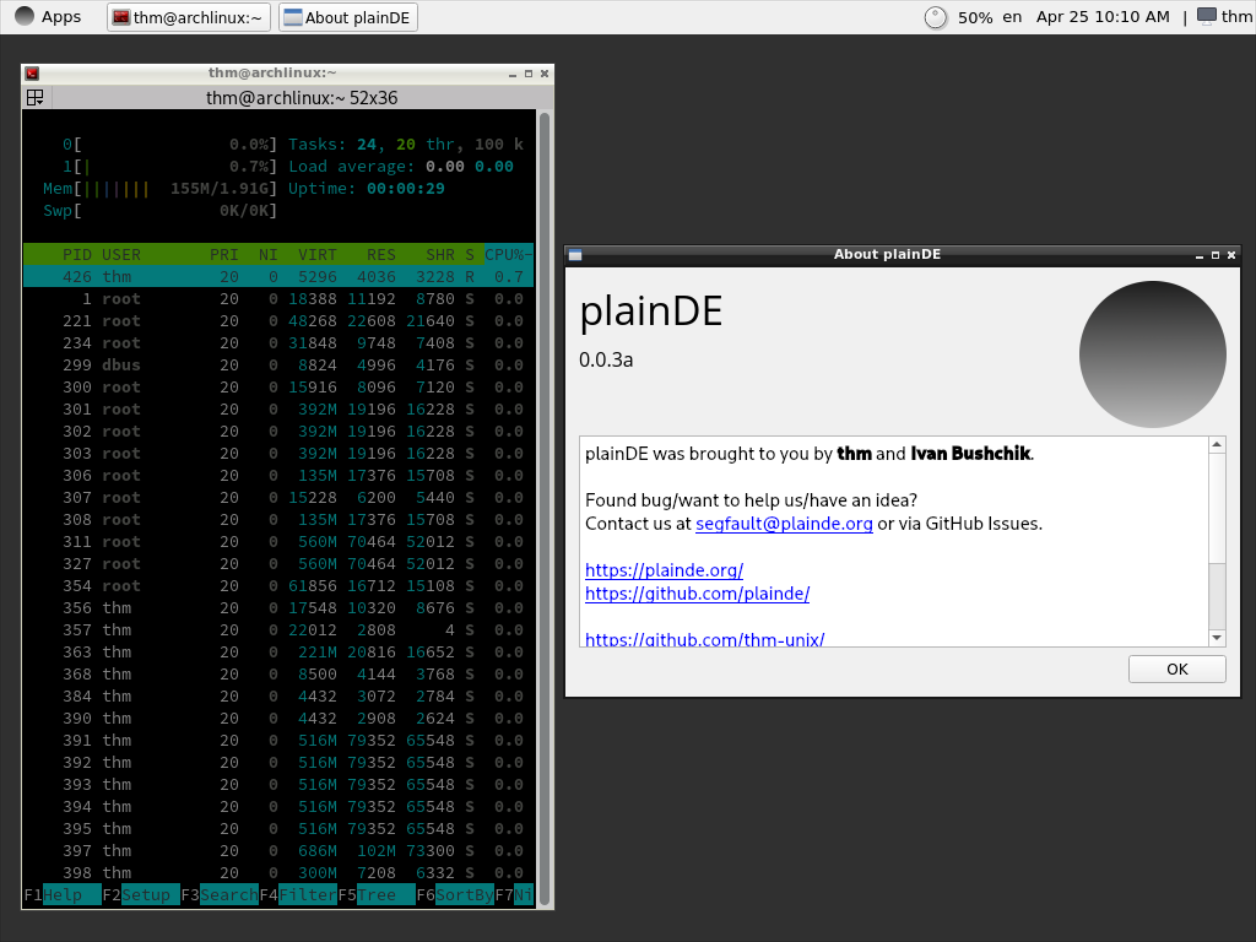 Apps thm@archlinux:~ About plainDE 50% en Apr 25 10:10 AM | thm
thm@archlinux:~
thm@archlinux:~ 52x36
0[ 0.0%] Tasks: 24, 20 thr, 100 k
1[| 0.7%] Load average: 0.00 0.00
Mem[||||||| 155M/1.91G] Uptime: 00:00:29
Swp[ 0K/0K]
PID USER PRI NI VIRT RES SHR S CPU%-
426 thm 20 0 5296 4036 3228 R 0.7
1 root 20 0 18388 11192 8780 S 0.0
221 root 20 0 48268 22608 21640 S 0.0
234 root 20 0 31848 9748 7408 S 0.0
299 dbus 20 0 8824 4996 4176 S 0.0
300 root 20 0 15916 8096 7120 S 0.0
301 root 20 0 392M 19196 16228 S 0.0
302 root 20 0 392M 19196 16228 S 0.0
303 root 20 0 392M 19196 16228 S 0.0
306 root 20 0 135M 17376 15708 S 0.0
307 root 20 0 15228 6200 5440 S 0.0
308 root 20 0 135M 17376 15708 S 0.0
311 root 20 0 560M 70464 52012 S 0.0
327 root 20 0 560M 70464 52012 S 0.0
354 root 20 0 61856 16712 15108 S 0.0
356 thm 20 0 17548 10320 8676 S 0.0
357 thm 20 0 22012 2808 4 S 0.0
363 thm 20 0 221M 20816 16652 S 0.0
368 thm 20 0 8500 4144 3768 S 0.0
384 thm 20 0 4432 3072 2784 S 0.0
390 thm 20 0 4432 2908 2624 S 0.0
391 thm 20 0 516M 79352 65548 S 0.0
392 thm 20 0 516M 79352 65548 S 0.0
393 thm 20 0 516M 79352 65548 S 0.0
394 thm 20 0 516M 79352 65548 S 0.0
395 thm 20 0 516M 79352 65548 S 0.0
397 thm 20 0 686M 102M 73300 S 0.0
398 thm 20 0 300M 7208 6332 S 0.0
F1Help F2Setup F3SearchF4FilterF5Tree F6SortByF7Ni
About plainDE
plainDE
0.0.3a
plainDE was brought to you by thm and Ivan Bushchik.
Found bug/want to help us/have an idea?
Contact us at segfault@plainde.org or via GitHub Issues.
https://plainde.org/
https://github.com/plainde/
https://github.com/thm-unix/
OK